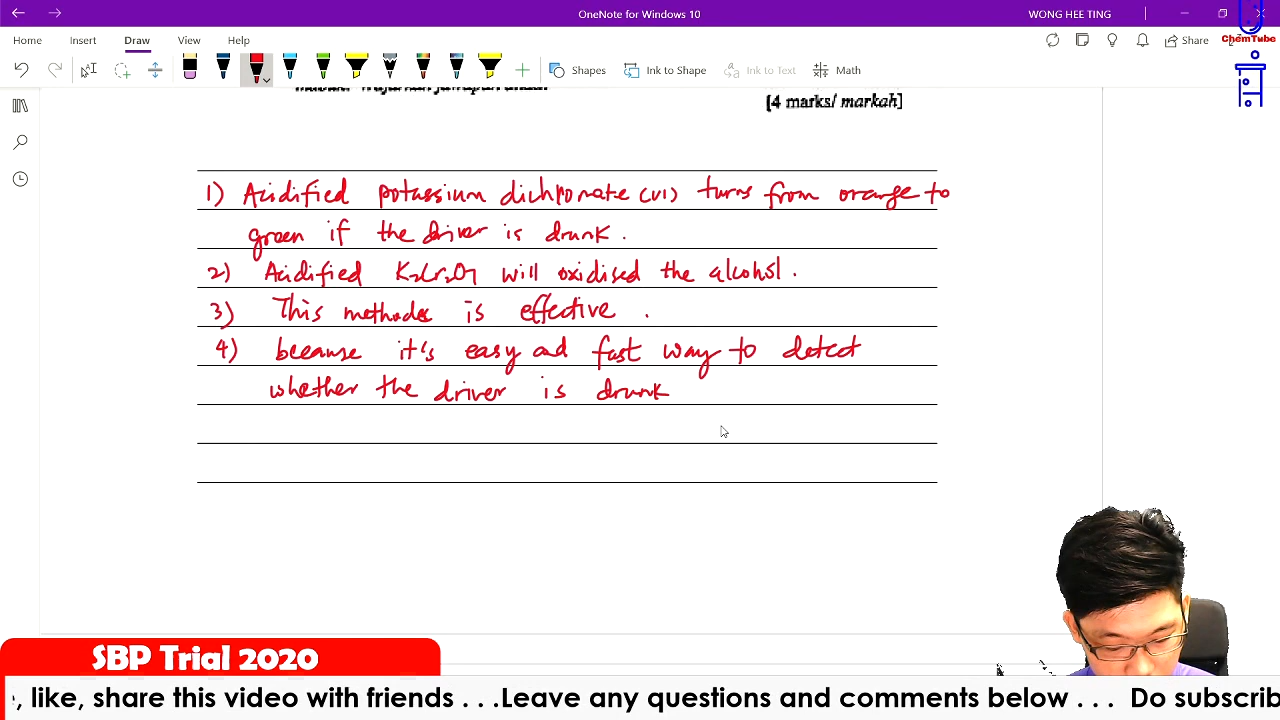 OneNote for Windows 10
WONG HEE TING
Home Insert Draw View Help
Share
ChemTube
Shapes Ink to Shape Ink to Text Math
[4 marks/ markah]
1) Acidified potassium dichromate (VI) turns from orange to
green if the driver is drunk.
2) Acidified K2Cr2O7 will oxidised the alcohol.
3) This methode is effective.
4) because it's easy ad fast way to detect
whether the driver is drunk
SBP Trial 2020
, like, share this video with friends . . .Leave any questions and comments below . . . Do subscrib